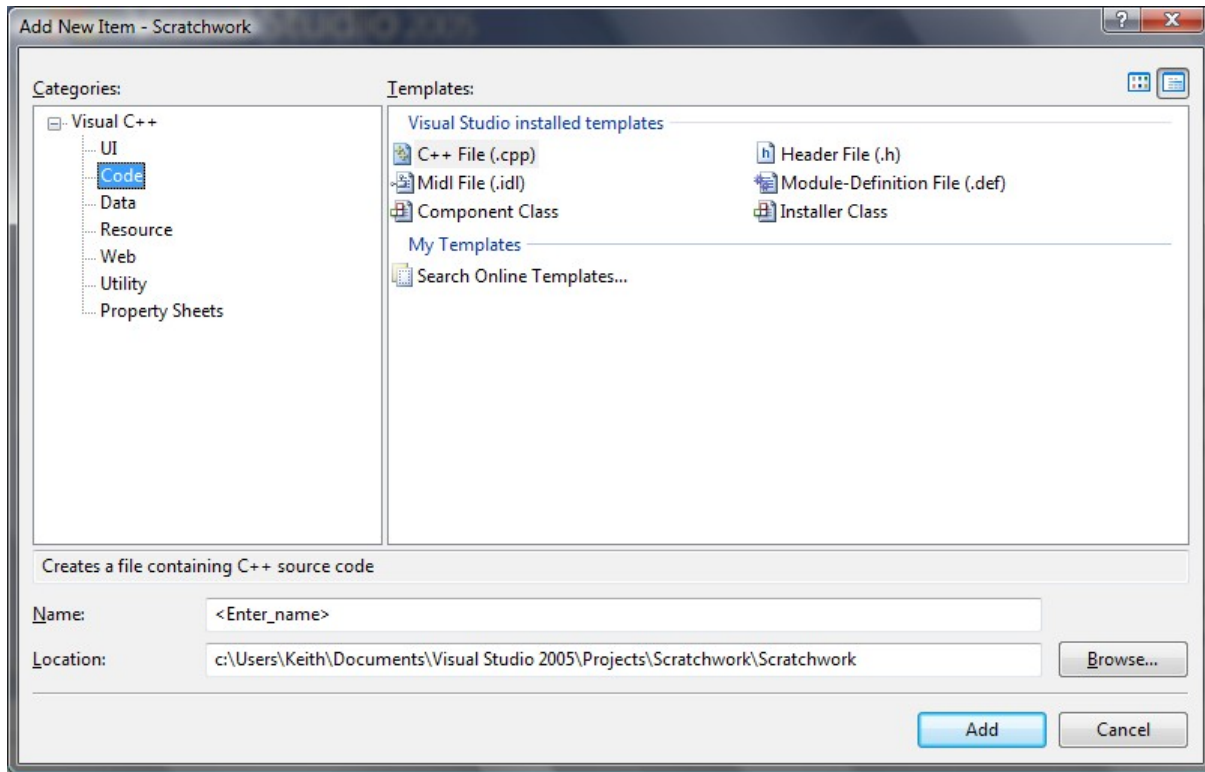 Add New Item - Scratchwork
Categories:
Templates:
Visual C++
UI
Code
Data
Resource
Web
Utility
Property Sheets
Visual Studio installed templates
C++ File (.cpp)
Header File (.h)
Midl File (.idl)
Module-Definition File (.def)
Component Class
Installer Class
My Templates
Search Online Templates...
Creates a file containing C++ source code
Name:
<Enter_name>
Location:
c:\Users\Keith\Documents\Visual Studio 2005\Projects\Scratchwork\Scratchwork
Browse...
Add
Cancel